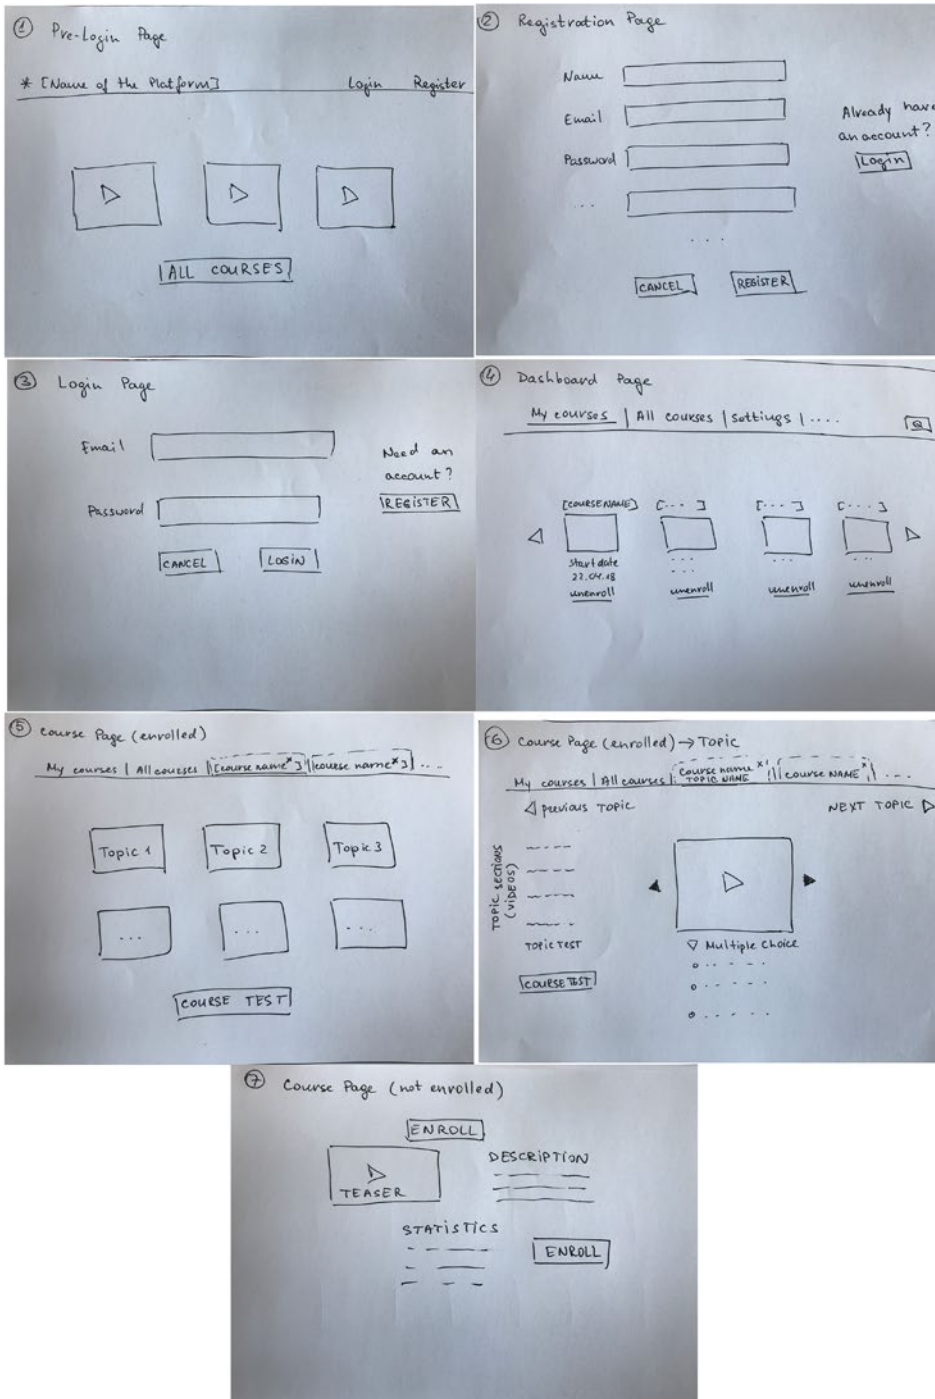 ① Pre-Login Page
* [Name of the Platform] Login Register
ALL COURSES
② Registration Page
Name
Email
Password
...
...
CANCEL REGISTER
Already have
an account?
Login
③ Login Page
Email
Password
CANCEL LOGIN
Need an
account?
REGISTER
④ Dashboard Page
My courses | All courses | settings | ....
[COURSE NAME] [... ] [... ] [... ]
start date
22.04.18
unenroll unenroll unenroll unenroll
⑤ Course Page (enrolled)
My courses | All courses | [course name x] | [course name x] ....
Topic 1 Topic 2 Topic 3
... ... ...
COURSE TEST
⑥ Course Page (enrolled) → Topic
My courses | All courses | Course name x | course NAME x | ....
TOPIC NAME
previous TOPIC NEXT TOPIC
TOPIC SECTIONS
(VIDEOS)
TOPIC TEST
COURSE TEST
Multiple Choice
⑦ Course Page (not enrolled)
ENROLL
TEASER
DESCRIPTION
STATISTICS
ENROLL